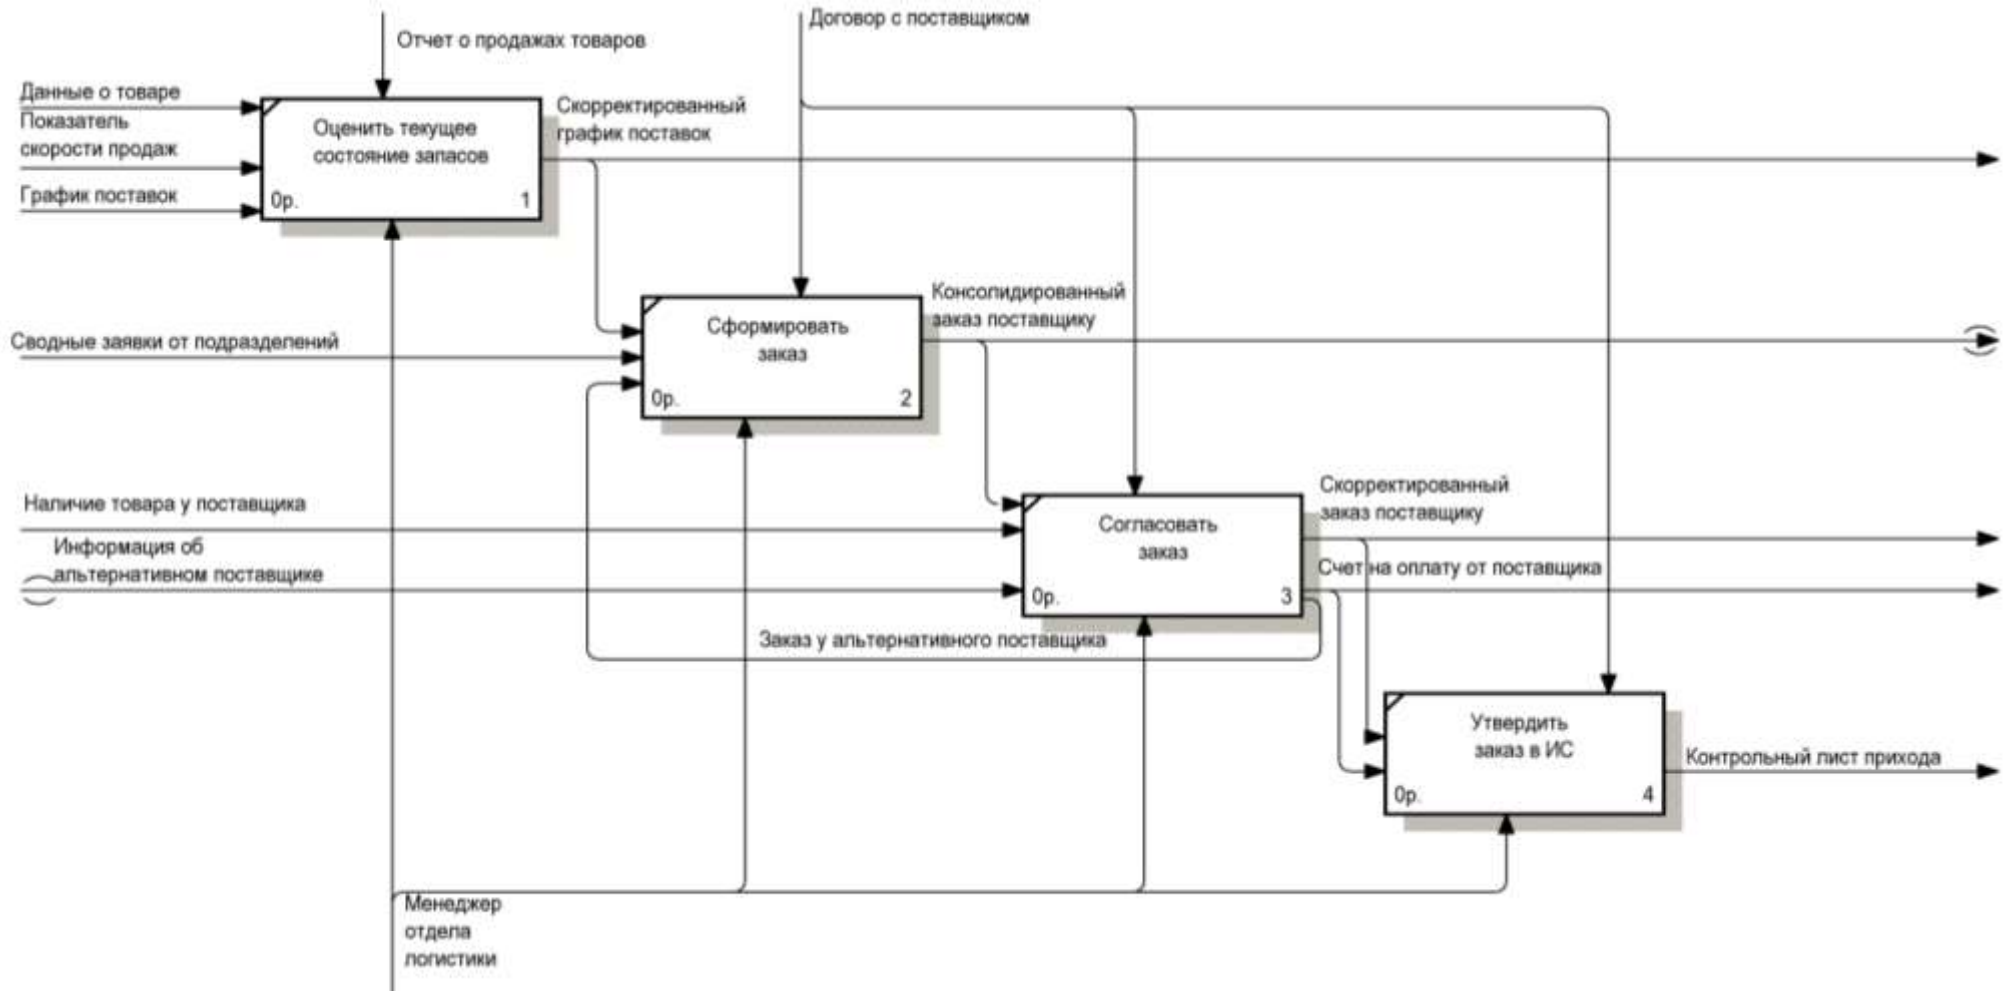 Договор с поставщиком
Отчет о продажах товаров
Данные о товаре
Показатель
скорости продаж
График поставок
Оценить текущее
состояние запасов
0р.
1
Скорректированный
график поставок
Сводные заявки от подразделений
Сформировать
заказ
0р.
2
Консолидированный
заказ поставщику
Наличие товара у поставщика
Информация об
альтернативном поставщике
Согласовать
заказ
0р.
3
Скорректированный
заказ поставщику
Счет на оплату от поставщика
Заказ у альтернативного поставщика
Утвердить
заказ в ИС
0р.
4
Контрольный лист прихода
Менеджер
отдела
логистики